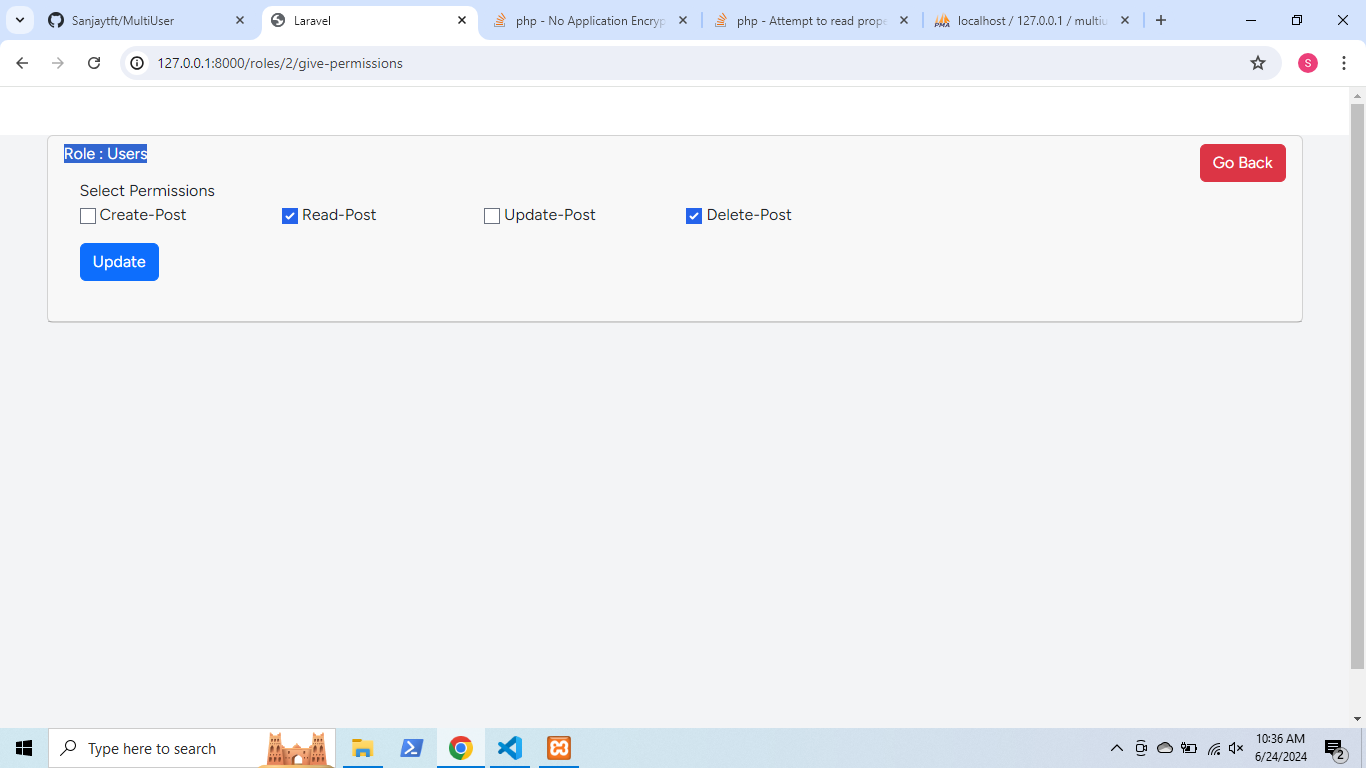 Sanjaytft/MultiUser
Laravel
php - No Application Encryp
php - Attempt to read prope
localhost / 127.0.0.1 / multiu
127.0.0.1:8000/roles/2/give-permissions
S
Role : Users
Go Back
Select Permissions
Create-Post Read-Post Update-Post Delete-Post
Update
Type here to search
10:36 AM
6/24/2024
2